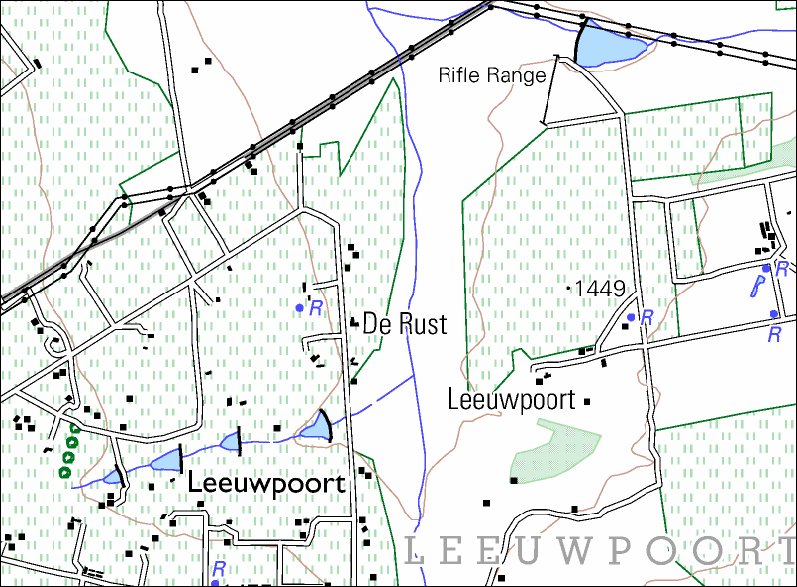 Rifle Range
R
1449
R
R
De Rust
R
Leeuwpoort
Leeuwpoort
LEEUWPOORT
R